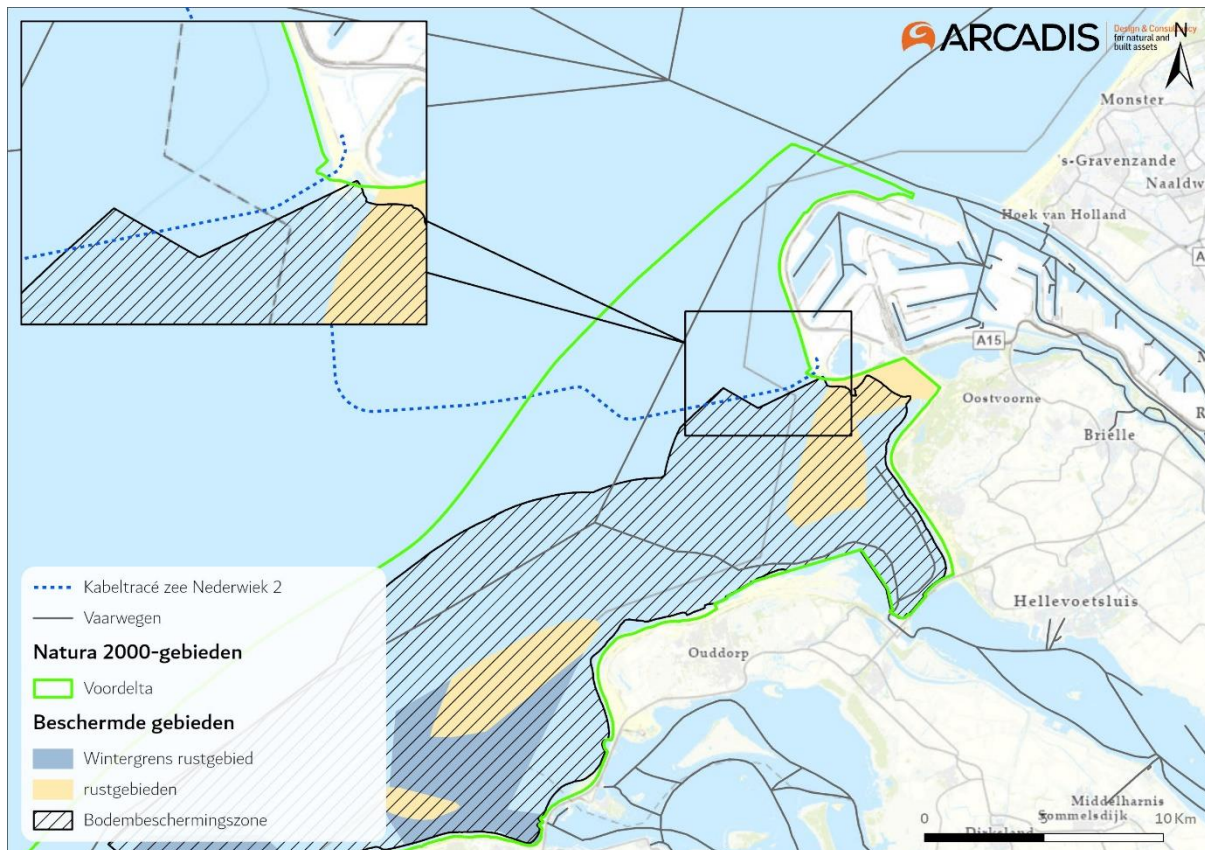 ARCADIS
Design & Consultancy
for natural and
built assets
N
Monster
's-Gravenzande
Naaldw
Hoek van Holland
A15
Oostvoorne
Brielle
Hellevoetsluis
Ouddorp
Middelharnis
Sommelsdijk
Dirksland
0
5
10 Km
Kabeltracé zee Nederwiek 2
Vaarwegen
Natura 2000-gebieden
Voordelta
Beschermde gebieden
Wintergrens rustgebied
rustgebieden
Bodembeschermingszone